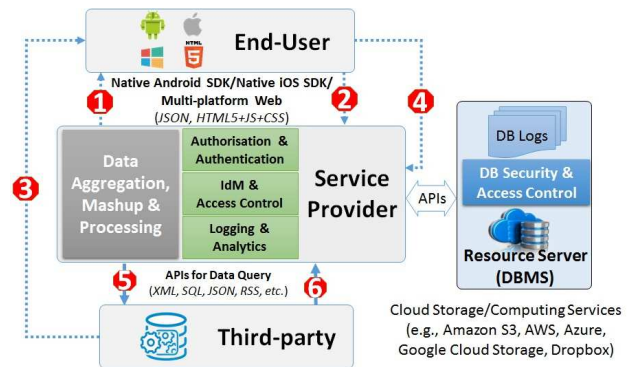 HTML
End-User
Native Android SDK/Native iOS SDK/
Multi-platform Web
(JSON, HTML5+JS+CSS)
1
2
4
3
Data
Aggregation,
Mashup &
Processing
Authorisation &
Authentication
IdM &
Access Control
Logging &
Analytics
Service
Provider
APIs
DB Logs
DB Security &
Access Control
Resource Server
(DBMS)
5
APIs for Data Query
(XML, SQL, JSON, RSS, etc.)
6
Third-party
Cloud Storage/Computing Services
(e.g., Amazon S3, AWS, Azure,
Google Cloud Storage, Dropbox)